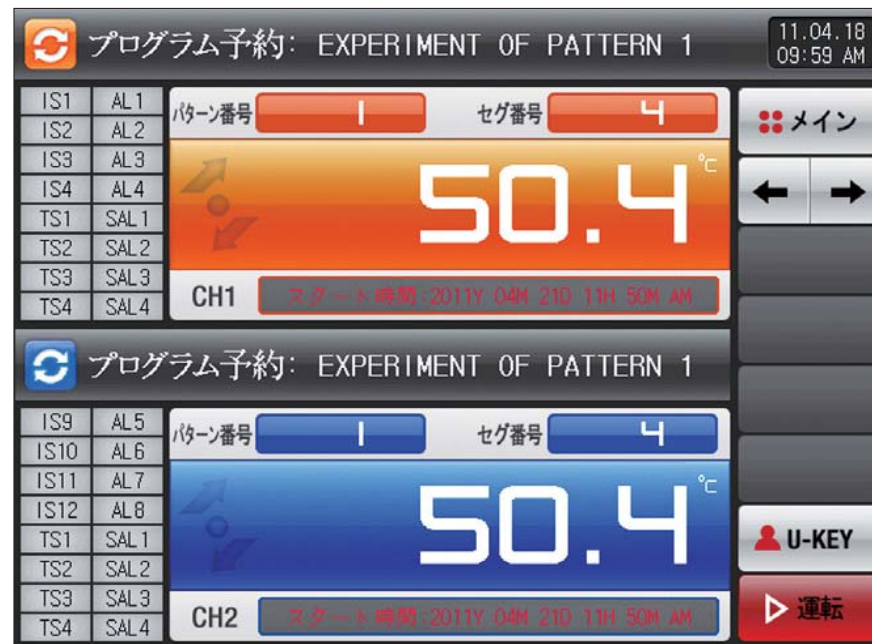 プログラム予約: EXPERIMENT OF PATTERN 1
11.04.18
09:59 AM
IS1 AL1
IS2 AL2
IS3 AL3
IS4 AL4
TS1 SAL1
TS2 SAL2
TS3 SAL3
TS4 SAL4
パターン番号 1 セグ番号 4
50.4 ℃
CH1 スタート時間:2011Y 04M 21D 11H 50M AM
メイン
プログラム予約: EXPERIMENT OF PATTERN 1
IS9 AL5
IS10 AL6
IS11 AL7
IS12 AL8
TS1 SAL1
TS2 SAL2
TS3 SAL3
TS4 SAL4
パターン番号 1 セグ番号 4
50.4 ℃
CH2 スタート時間:2011Y 04M 21D 11H 50M AM
U-KEY
運転